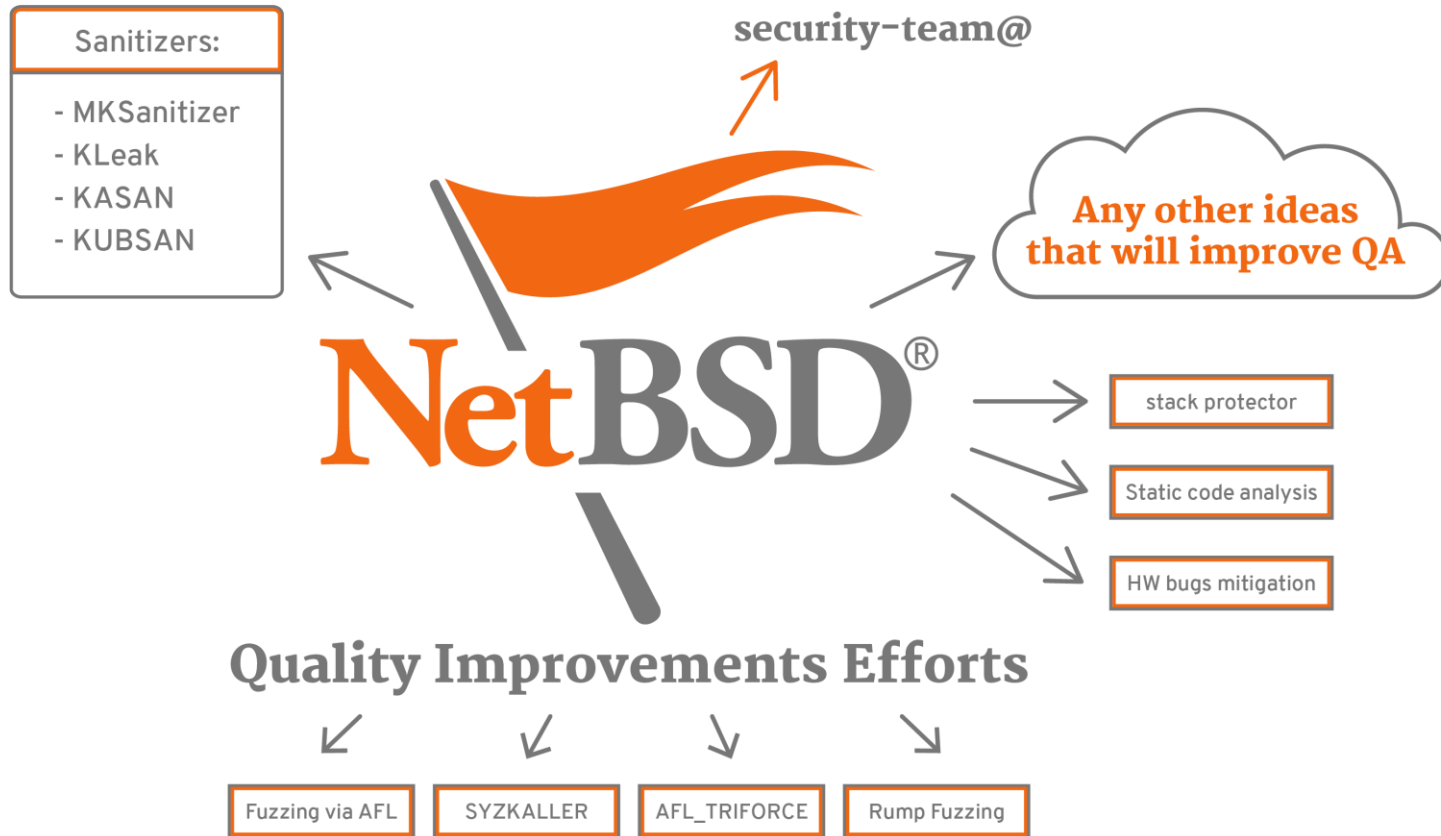 Sanitizers:
- MKSanitizer
- KLeak
- KASAN
- KUBSAN
security-team@
Any other ideas
that will improve QA
NetBSD®
stack protector
Static code analysis
HW bugs mitigation
Quality Improvements Efforts
Fuzzing via AFL
SYZKALLER
AFL_TRIFORCE
Rump Fuzzing